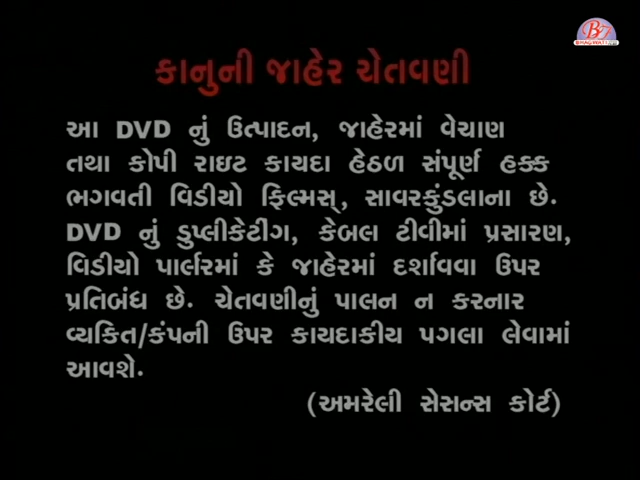 કાનુની જાહેર ચેતવણી
આ DVD નું ઉત્પાદન, જાહેરમાં વેચાણ
તથા કોપી રાઇટ કાયદા હેઠળ સંપૂર્ણ હક્ક
ભગવતી વિડીયો ફિલ્મસ્, સાવરકુંડલાના છે.
DVD નું ડુપ્લીકેટીંગ, કેબલ ટીવીમાં પ્રસારણ,
વિડીયો પાર્લરમાં કે જાહેરમાં દર્શાવવા ઉપર
પ્રતિબંધ છે. ચેતવણીનું પાલન ન કરનાર
વ્યકિત/કંપની ઉપર કાયદાકીય પગલા લેવામાં
આવશે.
(અમરેલી સેસન્સ કોર્ટ)